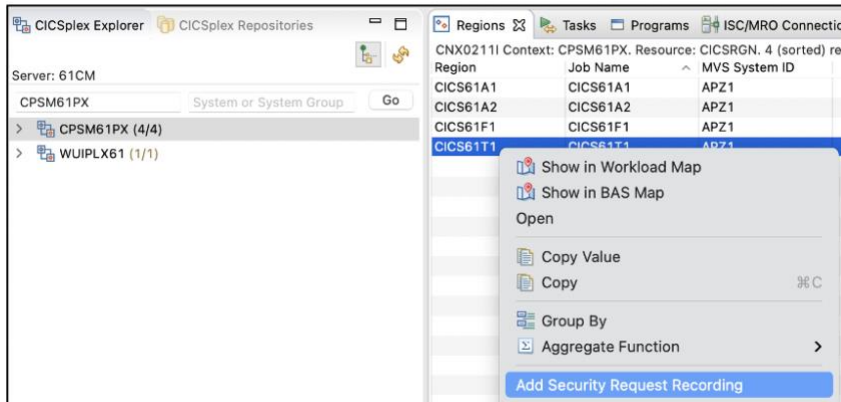 CICSplex Explorer CICSplex Repositories
Server: 61CM
CPSM61PX System or System Group Go
CPSM61PX (4/4)
WUIPLX61 (1/1)
Regions Tasks Programs ISC/MRO Connectio
CNX0211I Context: CPSM61PX. Resource: CICSRGN. 4 (sorted) re
Region Job Name MVS System ID
CICS61A1 CICS61A1 APZ1
CICS61A2 CICS61A2 APZ1
CICS61F1 CICS61F1 APZ1
CICS61T1 CICS61T1 APZ1
Show in Workload Map
Show in BAS Map
Open
Copy Value
Copy ⌘C
Group By
Aggregate Function
Add Security Request Recording